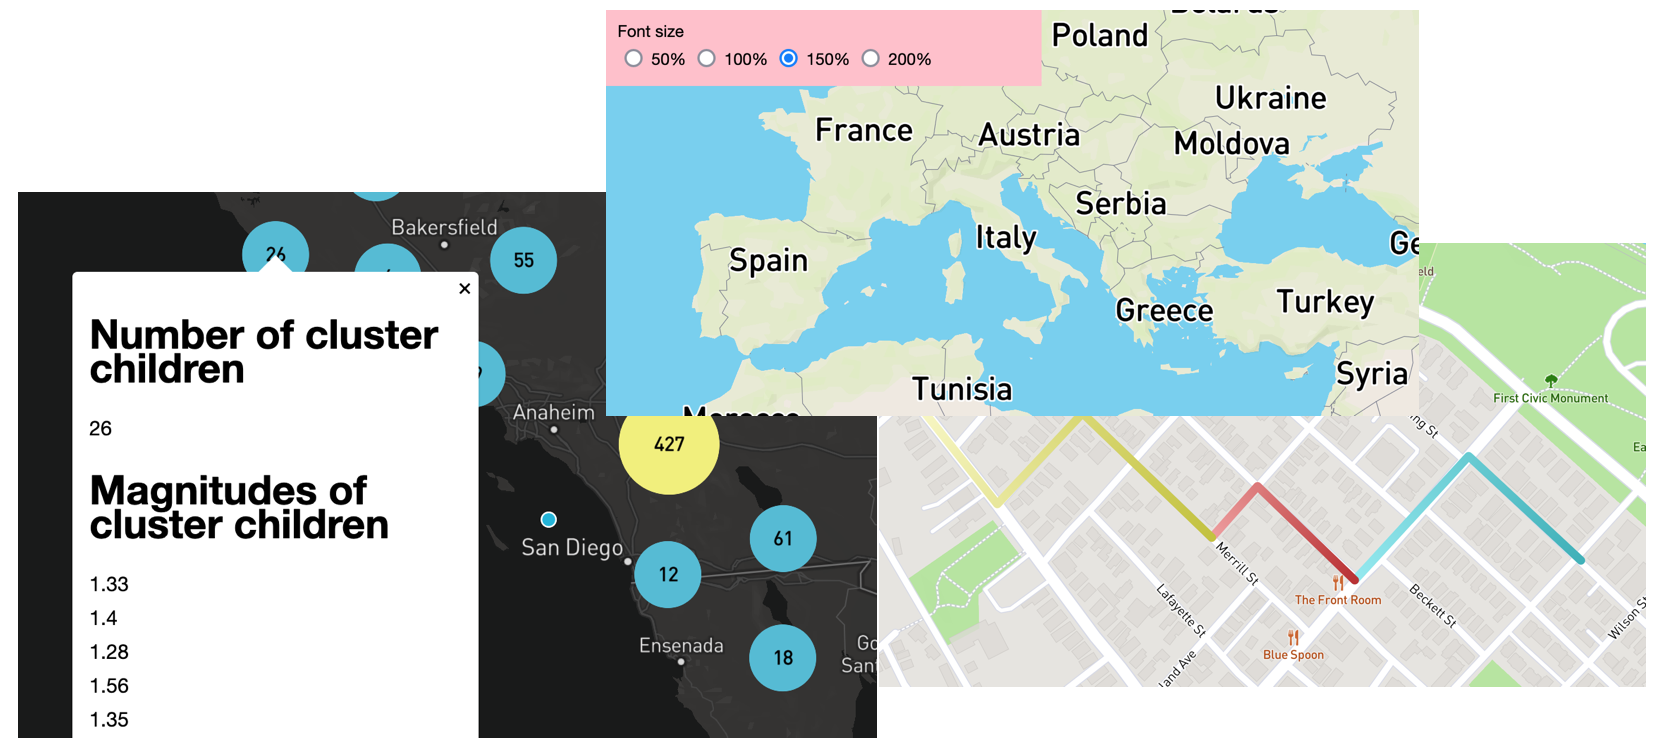 Font size
50%
100%
150%
200%
Poland
Ukraine
France
Austria
Moldova
Serbia
Italy
Spain
Greece
Turkey
Syria
Tunisia
Bakersfield
26
55
×
Number of cluster
children
26
Magnitudes of
cluster children
1.33
1.4
1.28
1.56
1.35
Anaheim
427
San Diego
61
12
Ensenada
18
First Civic Monument
Merrill St
The Front Room
Lafayette St
Beckett St
Blue Spoon
Wilson St
land Ave